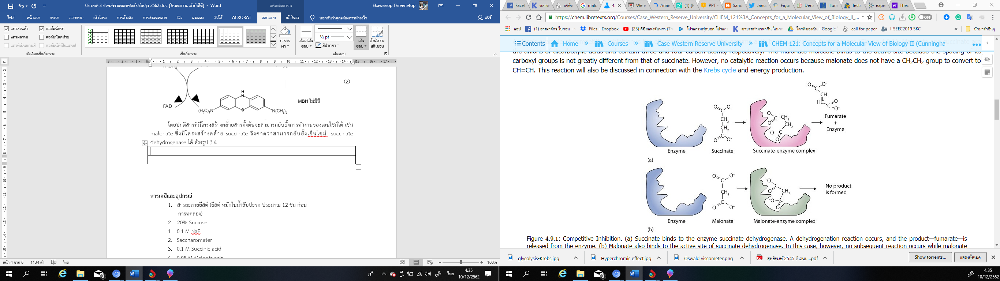 03 บทที่ 3 ชีวพลังงานของเซลล์ ปรับปรุง 2562.doc [โหมดความเข้ากันได้] - Word
เครื่องมือตาราง
Ekawanop Threenetop
ไฟล์ หน้าแรก แทรก ออกแบบ เค้าโครง การอ้างอิง การส่งจดหมาย รีวิว มุมมอง วิธีใช้ ACROBAT ออกแบบ เค้าโครง บอกฉันว่าคุณต้องการทำอะไร แชร์
แถวส่วนหัว คอลัมน์แรก
แถวผลรวม คอลัมน์สุดท้าย
แถวที่เป็นแถบสี คอลัมน์ที่เป็นแถบสี
ตัวเลือกสไตล์ตาราง
สไตล์ตาราง
การแรเงา
สไตล์เส้นขอบ
½ pt
สีปากกา
เส้นขอบ
ตัวคัดวางเส้นขอบ
เส้นขอบ
(2)
FAD
H
N
S
(H₃C)₂N
N(CH₃)₂
MBH ไม่มีสี
โดยปกติสารที่มีโครงสร้างคล้ายสารตั้งต้นจะสามารถยับยั้งการทำงานของเอนไซม์ได้ เช่น
malonate ซึ่งมีโครงสร้างคล้าย succinate จึงคาดว่าสามารถยับยั้งเอ็นไซม์ succinate
dehydrogenase ได้ ดังงรูป 3.4
สารเคมีและอุปกรณ์
1. สารละลายยีสต์ (ยีสต์ หมักในน้ำสับปะรด ประมาณ 12 ชม ก่อน
การทดลอง)
2. 20% Sucrose
1. 0.1 M NaF
2. Saccharometer
3. 0.1 M Succinic acid
4. 0.05 M Malonic acid
หน้า 4 จาก 6 1134 คำ ไทย
100%
ไทย
4:35
10/12/2562
https://chem.libretexts.org/Courses/Case_Western_Reserve_University/CHEM_121%3A_Concepts_for_a_Molecular_View_of_Biology_II_...
OFF
แอป (1) อาณาจักร ไบกอน - Files - Dropbox (23) ลิขิตแห่งจันทรา (Th โปรแกรมฟุตบอล โปรแกร ขายรถทำมาหากิน ไทเกอ ไดรฟ์ของฉัน - Google call for paper I-SEEC2019 SKC » บุ๊กมาร์กอื่นๆ
Contents Home » Courses » Case Western Reserve University » CHEM 121: Concepts for a Molecular View of Biology II (Cunningha
the anions of dicarboxylic acids and contain three and four carbon atoms, respectively. The malonate molecule binds to the active site because the spacing of its
carboxyl groups is not greatly different from that of succinate. However, no catalytic reaction occurs because malonate does not have a CH₂CH₂ group to convert to
CH=CH. This reaction will also be discussed in connection with the Krebs cycle and energy production.
Fumarate
+
Enzyme
Enzyme Succinate Succinate-enzyme complex
(a)
No product
is formed
Enzyme Malonate Malonate-enzyme complex
(b)
Figure 4.9.1: Competitive Inhibition. (a) Succinate binds to the enzyme succinate dehydrogenase. A dehydrogenation reaction occurs, and the product—fumarate—is
released from the enzyme. (b) Malonate also binds to the active site of succinate dehydrogenase. In this case, however, no subsequent reaction occurs while malonate
glycolysis-Krebs.jpg Hyperchromic effect.jpg Oswald viscometer.png สุทธิพงษ์ 2545 ดีเอนเ....pdf Show torrents... แสดงทั้งหมด
4:35
10/12/2562